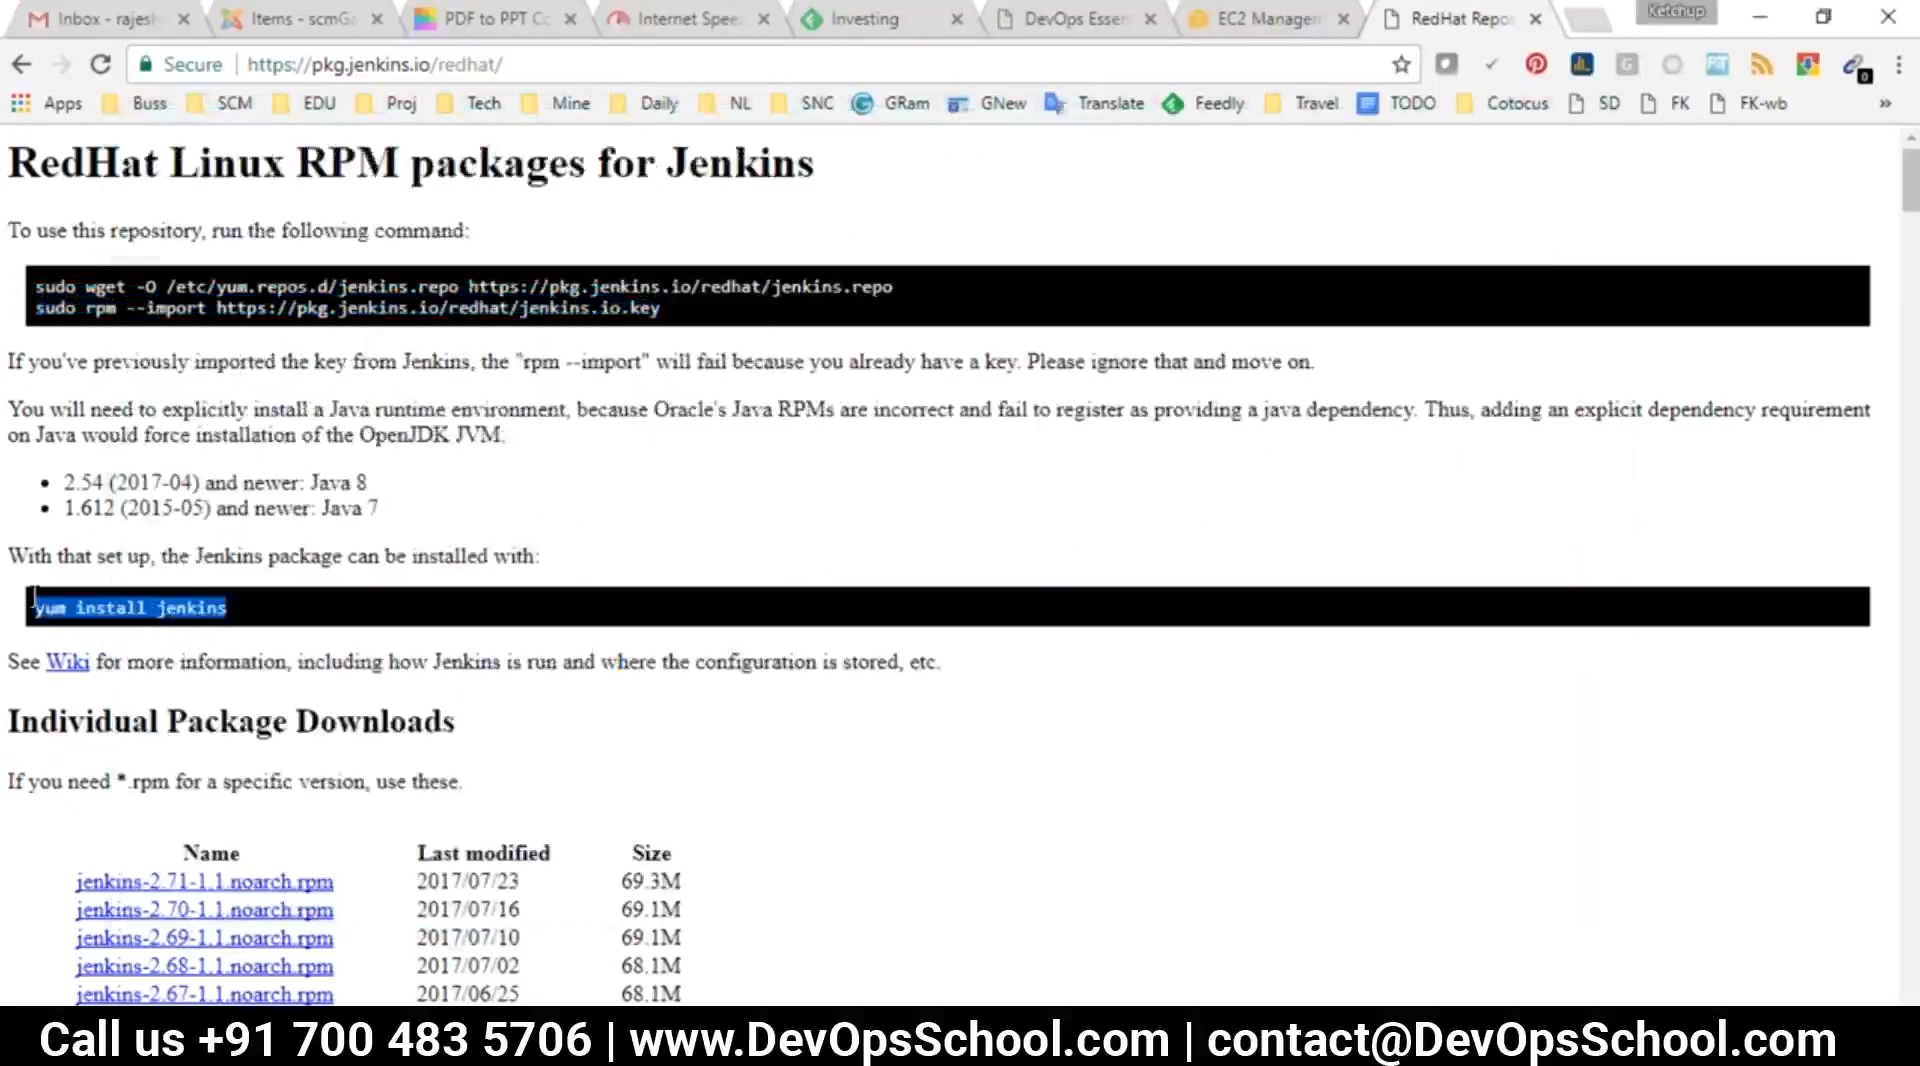 Inbox - rajesh
Items - scmGa
PDF to PPT Co
Internet Spee
Investing
DevOps Essen
EC2 Managem
RedHat Repos
Ketchup
Secure
https://pkg.jenkins.io/redhat/
Apps
Buss
SCM
EDU
Proj
Tech
Mine
Daily
NL
SNC
GRam
GNew
Translate
Feedly
Travel
TODO
Cotocus
SD
FK
FK-wb
»
RedHat Linux RPM packages for Jenkins
To use this repository, run the following command:
sudo wget -O /etc/yum.repos.d/jenkins.repo https://pkg.jenkins.io/redhat/jenkins.repo
sudo rpm --import https://pkg.jenkins.io/redhat/jenkins.io.key
If you've previously imported the key from Jenkins, the "rpm --import" will fail because you already have a key. Please ignore that and move on.
You will need to explicitly install a Java runtime environment, because Oracle's Java RPMs are incorrect and fail to register as providing a java dependency. Thus, adding an explicit dependency requirement
on Java would force installation of the OpenJDK JVM.
• 2.54 (2017-04) and newer: Java 8
• 1.612 (2015-05) and newer: Java 7
With that set up, the Jenkins package can be installed with:
yum install jenkins
See Wiki for more information, including how Jenkins is run and where the configuration is stored, etc.
Individual Package Downloads
If you need *.rpm for a specific version, use these.
Name Last modified Size
jenkins-2.71-1.1.noarch.rpm 2017/07/23 69.3M
jenkins-2.70-1.1.noarch.rpm 2017/07/16 69.1M
jenkins-2.69-1.1.noarch.rpm 2017/07/10 69.1M
jenkins-2.68-1.1.noarch.rpm 2017/07/02 68.1M
jenkins-2.67-1.1.noarch.rpm 2017/06/25 68.1M
Call us +91 700 483 5706 | www.DevOpsSchool.com | contact@DevOpsSchool.com